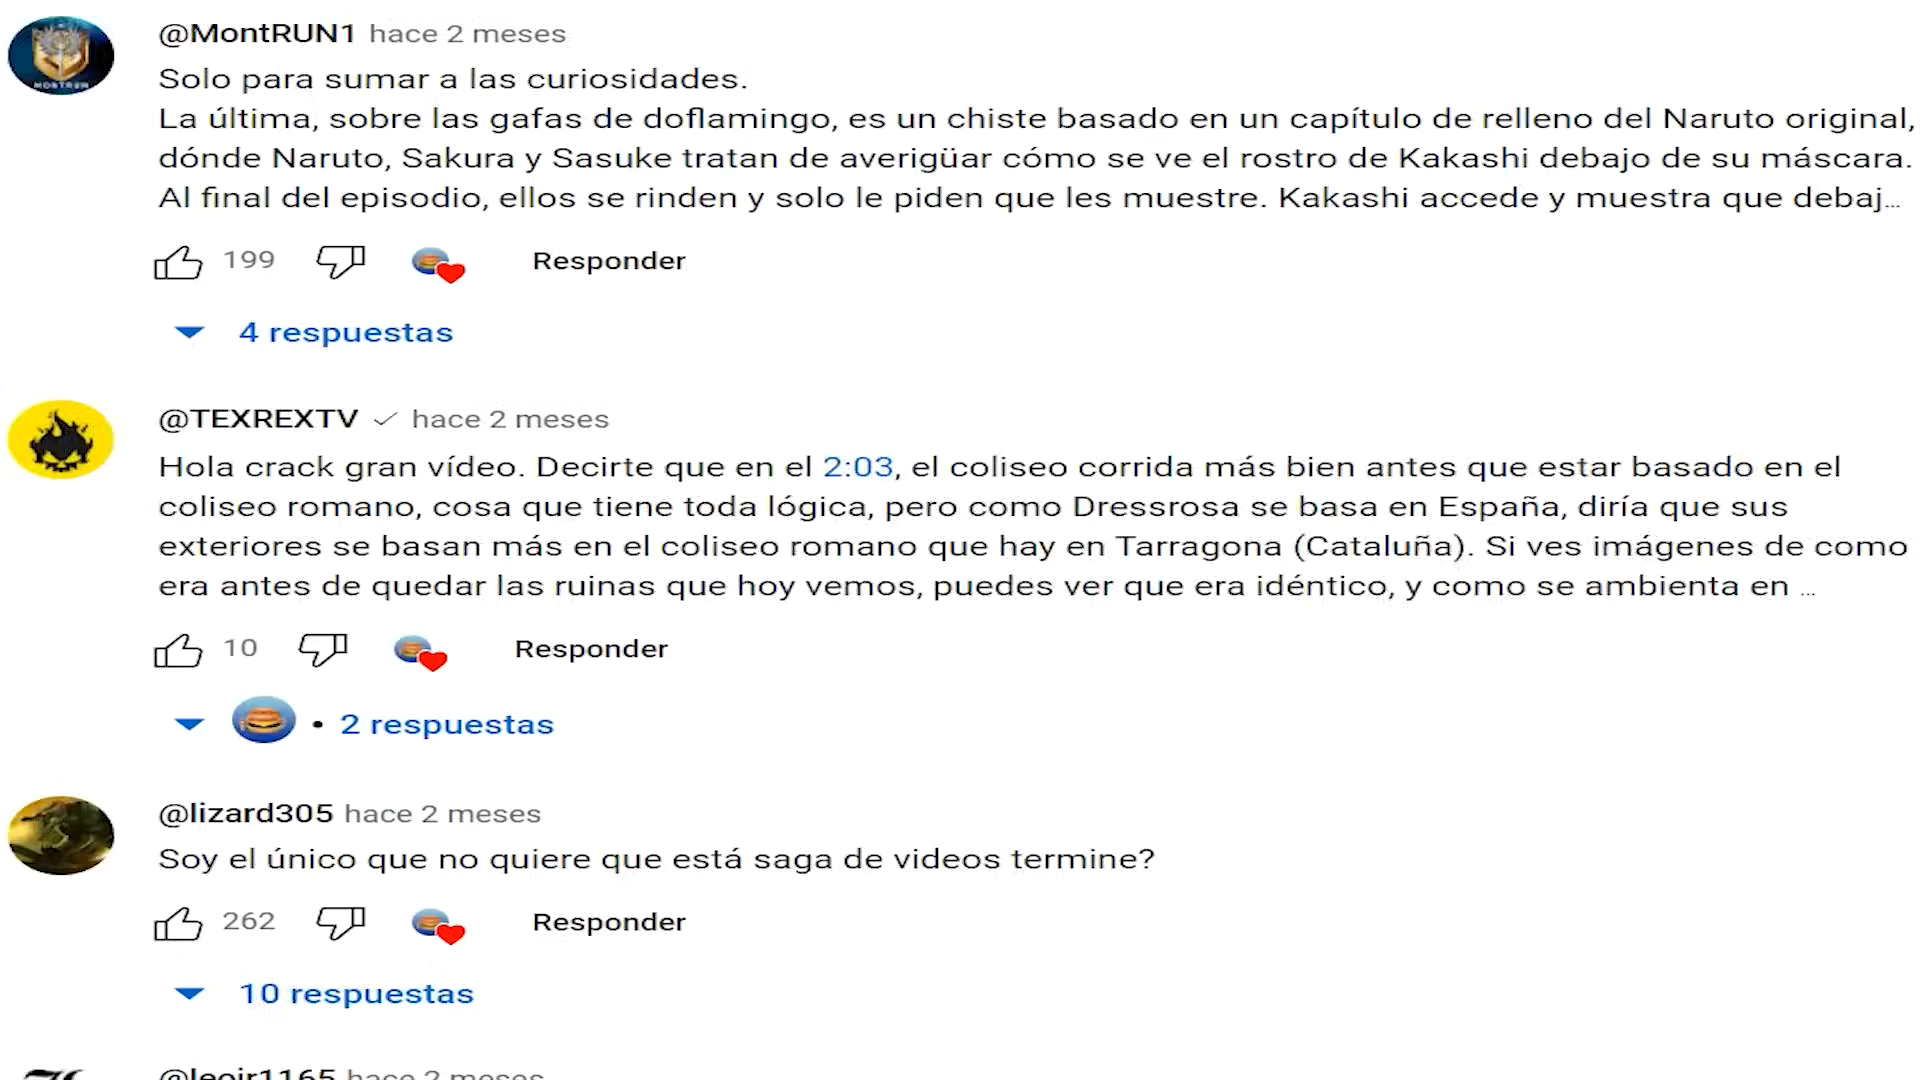 @MontRUN1 hace 2 meses
Solo para sumar a las curiosidades.
La última, sobre las gafas de doflamingo, es un chiste basado en un capítulo de relleno del Naruto original,
dónde Naruto, Sakura y Sasuke tratan de averigüar cómo se ve el rostro de Kakashi debajo de su máscara.
Al final del episodio, ellos se rinden y solo le piden que les muestre. Kakashi accede y muestra que debaj...
199 Responder
4 respuestas
@TEXREXTV hace 2 meses
Hola crack gran vídeo. Decirte que en el 2:03, el coliseo corrida más bien antes que estar basado en el
coliseo romano, cosa que tiene toda lógica, pero como Dressrosa se basa en España, diría que sus
exteriores se basan más en el coliseo romano que hay en Tarragona (Cataluña). Si ves imágenes de como
era antes de quedar las ruinas que hoy vemos, puedes ver que era idéntico, y como se ambienta en ...
10 Responder
• 2 respuestas
@lizard305 hace 2 meses
Soy el único que no quiere que está saga de videos termine?
262 Responder
10 respuestas
@leoir1165 hace 2 meses